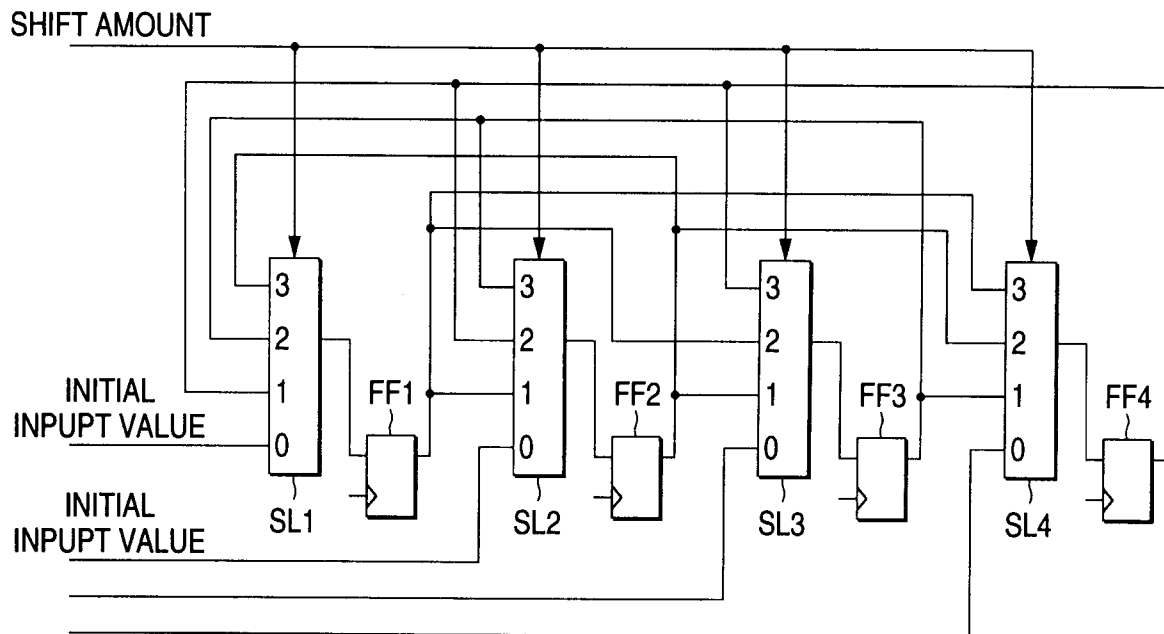 SHIFT AMOUNT
3
2
1
0
3
2
1
0
3
2
1
0
3
2
1
0
INITIAL
INPUPT VALUE
INITIAL
INPUPT VALUE
FF1
FF2
FF3
FF4
SL1
SL2
SL3
SL4